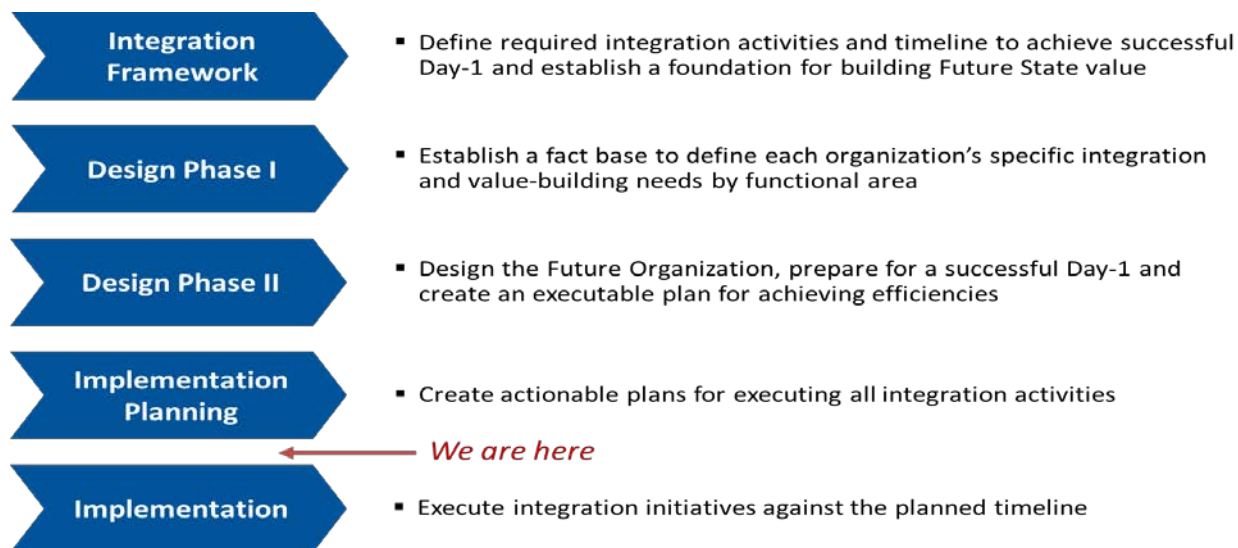 Integration
Framework
▪ Define required integration activities and timeline to achieve successful
Day-1 and establish a foundation for building Future State value
Design Phase I
▪ Establish a fact base to define each organization’s specific integration
and value-building needs by functional area
Design Phase II
▪ Design the Future Organization, prepare for a successful Day-1 and
create an executable plan for achieving efficiencies
Implementation
Planning
▪ Create actionable plans for executing all integration activities
We are here
Implementation
▪ Execute integration initiatives against the planned timeline